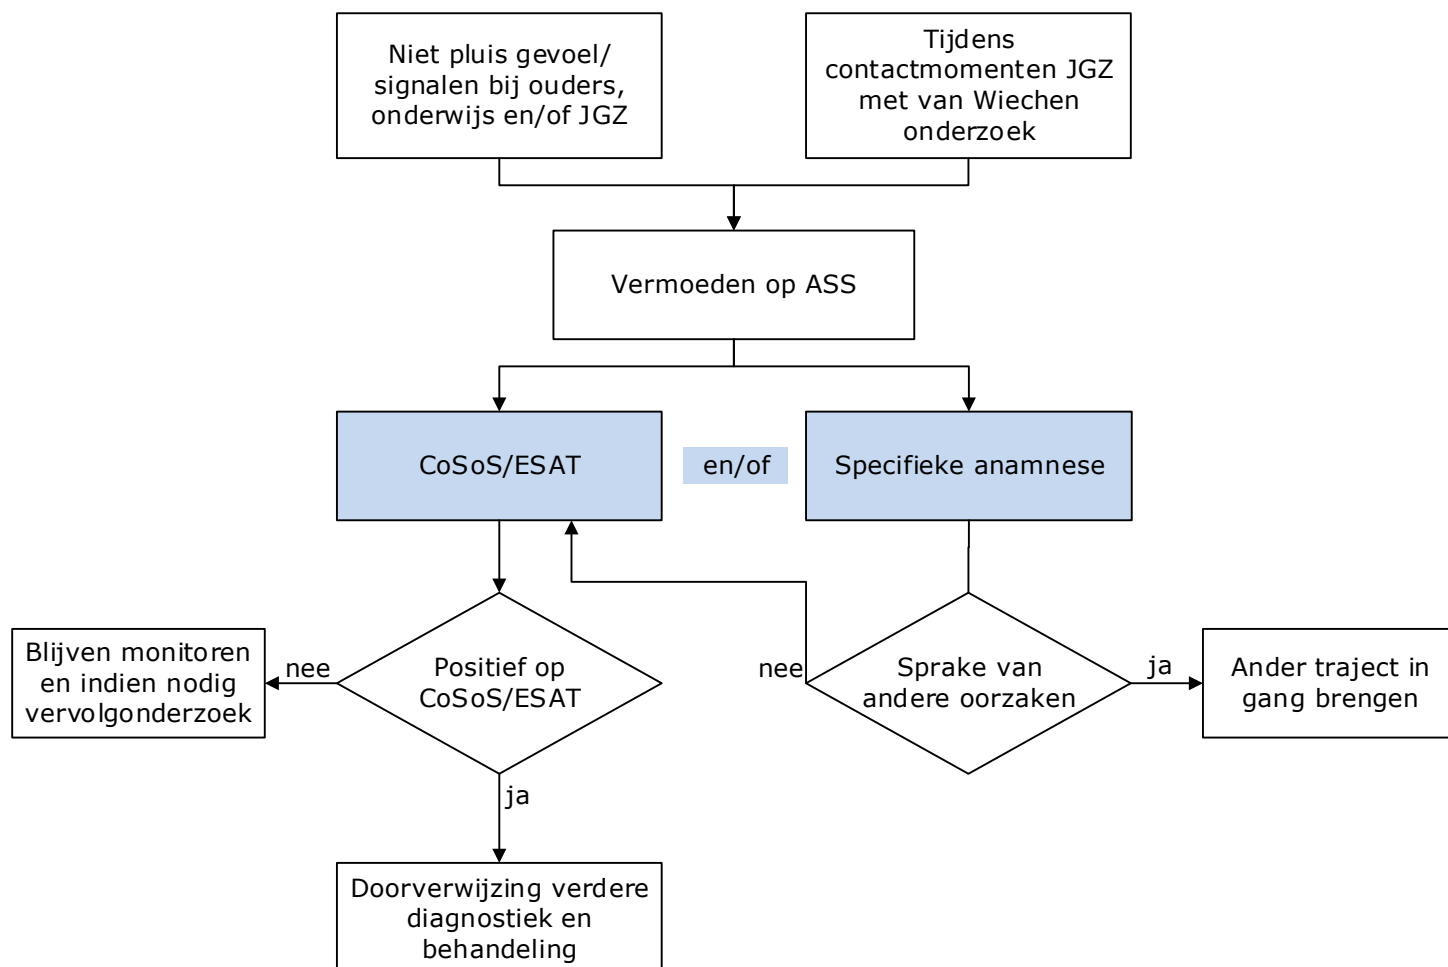 Niet pluis gevoel/
signalen bij ouders,
onderwijs en/of JGZ
Tijdens
contactmomenten JGZ
met van Wiechen
onderzoek
Vermoeden op ASS
CoSoS/ESAT
en/of
Specifieke anamnese
Blijven monitoren
en indien nodig
vervolgonderzoek
nee
Positief op
CoSoS/ESAT
nee
Sprake van
andere oorzaken
ja
Ander traject in
gang brengen
ja
Doorverwijzing verdere
diagnostiek en
behandeling